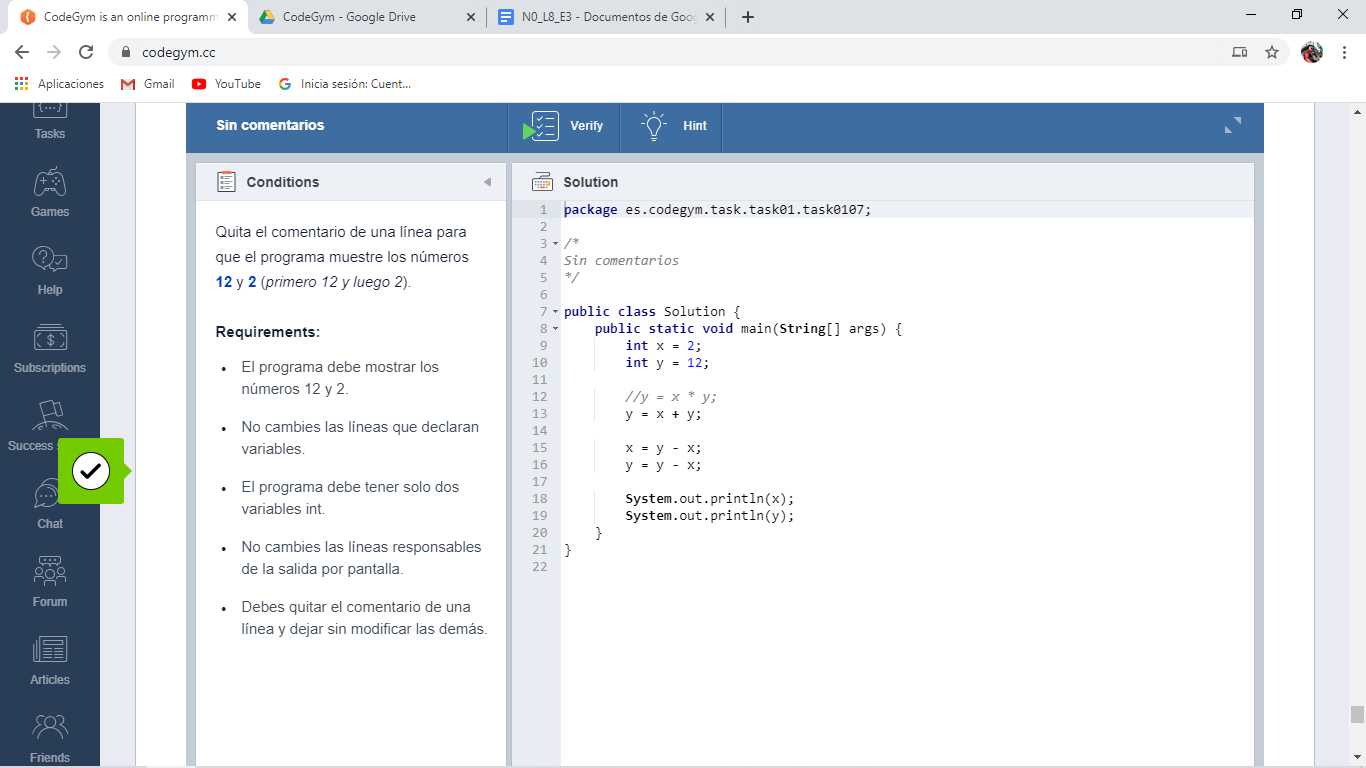 CodeGym is an online programm
CodeGym - Google Drive
N0_L8_E3 - Documentos de Goog
codegym.cc
Aplicaciones
Gmail
YouTube
Inicia sesión: Cuent...
Tasks
Games
Help
Subscriptions
Success
Chat
Forum
Articles
Friends
Sin comentarios
Verify
Hint
Conditions
Quita el comentario de una línea para
que el programa muestre los números
12 y 2 (primero 12 y luego 2).
Requirements:
• El programa debe mostrar los
números 12 y 2.
• No cambies las líneas que declaran
variables.
• El programa debe tener solo dos
variables int.
• No cambies las líneas responsables
de la salida por pantalla.
• Debes quitar el comentario de una
línea y dejar sin modificar las demás.
Solution
1 package es.codegym.task.task01.task0107;
2
3 /*
4 Sin comentarios
5 */
6
7 public class Solution {
8 public static void main(String[] args) {
9 int x = 2;
10 int y = 12;
11
12 //y = x * y;
13 y = x + y;
14
15 x = y - x;
16 y = y - x;
17
18 System.out.println(x);
19 System.out.println(y);
20 }
21 }
22